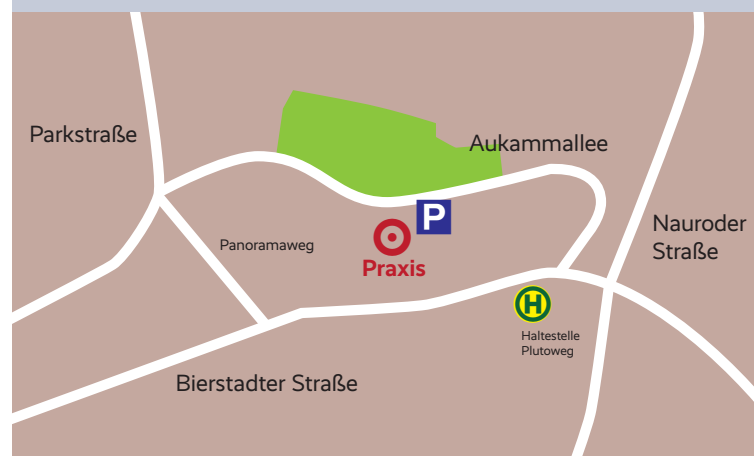 Parkstraße
Aukammallee
P
Nauroder
Straße
Panoramaweg
Praxis
H
Haltestelle
Plutoweg
Bierstadter Straße